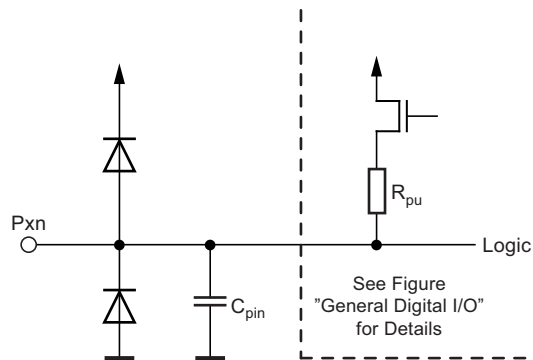 Pxn
R_pu
Logic
C_pin
See Figure
"General Digital I/O"
for Details